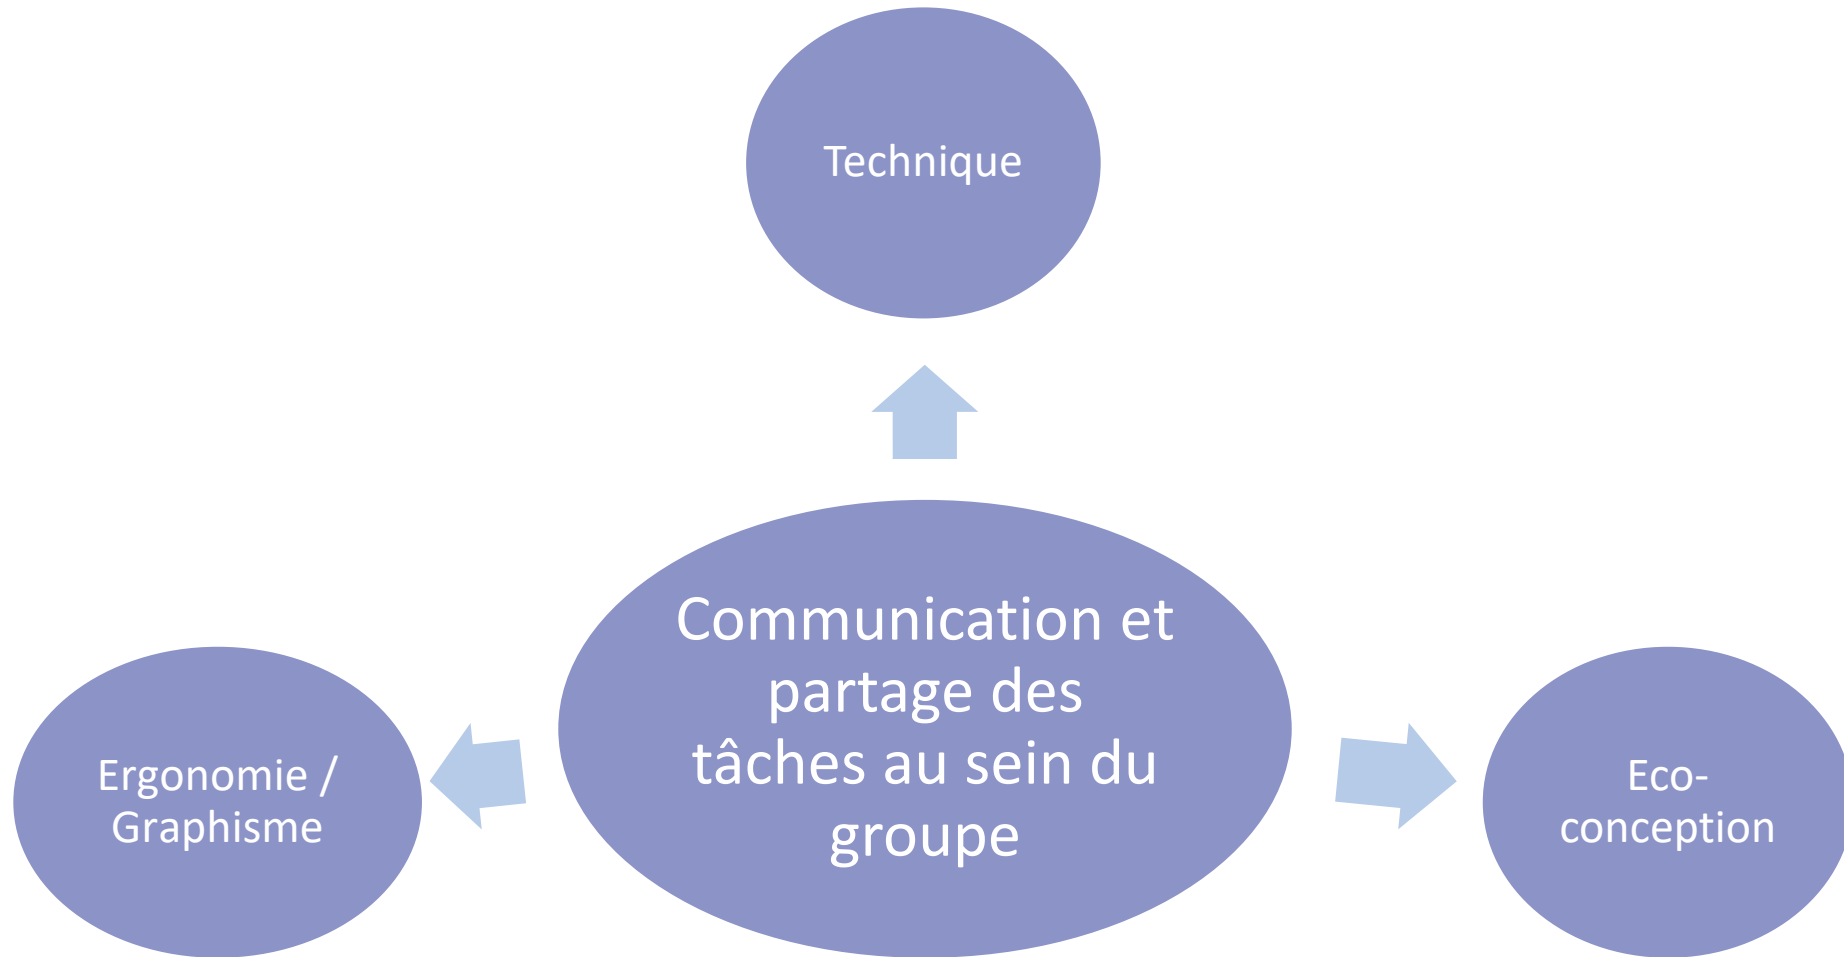 Technique
Communication et
partage des
tâches au sein du
groupe
Ergonomie /
Graphisme
Eco-
conception